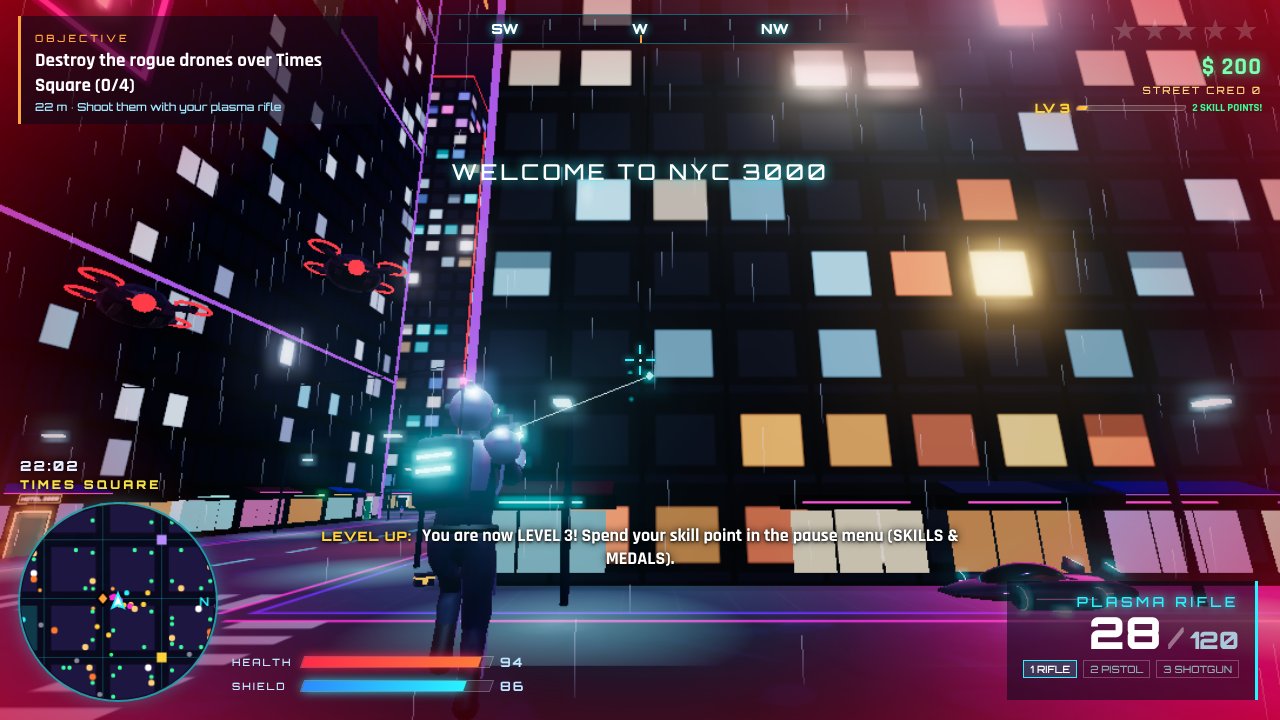 SW W NW
OBJECTIVE
Destroy the rogue drones over Times
Square (0/4)
22 m · Shoot them with your plasma rifle
$ 200
STREET CRED 0
LV 3
2 SKILL POINTS!
WELCOME TO NYC 3000
22:02
TIMES SQUARE
N
LEVEL UP: You are now LEVEL 3! Spend your skill point in the pause menu (SKILLS &
MEDALS).
HEALTH 94
SHIELD 86
PLASMA RIFLE
28 / 120
1 RIFLE 2 PISTOL 3 SHOTGUN